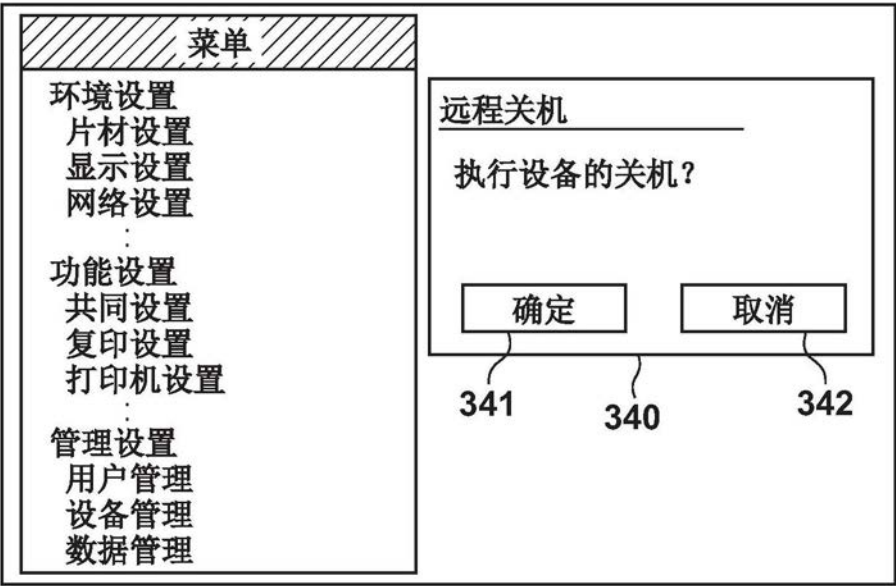 菜单
环境设置
片材设置
显示设置
网络设置
⋮
功能设置
共同设置
复印设置
打印机设置
⋮
管理设置
用户管理
设备管理
数据管理
远程关机
执行设备的关机?
确定
取消
341
340
342